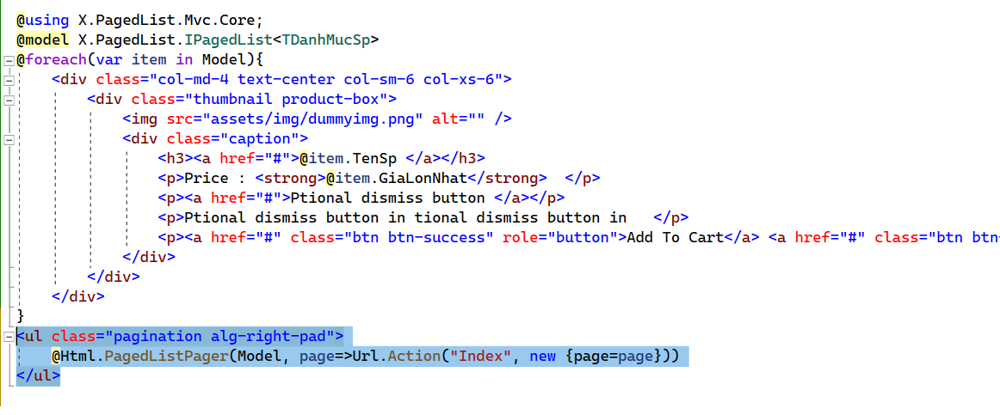 @using X.PagedList.Mvc.Core;
@model X.PagedList.IPagedList<TDanhMucSp>
@foreach(var item in Model){
<div class="col-md-4 text-center col-sm-6 col-xs-6">
<div class="thumbnail product-box">
<img src="assets/img/dummyimg.png" alt="" />
<div class="caption">
<h3><a href="#">@item.TenSp </a></h3>
<p>Price : <strong>@item.GiaLonNhat</strong>  </p>
<p><a href="#">Ptional dismiss button </a></p>
<p>Ptional dismiss button in tional dismiss button in   </p>
<p><a href="#" class="btn btn-success" role="button">Add To Cart</a> <a href="#" class="btn btn-
</div>
</div>
</div>
}
<ul class="pagination alg-right-pad">
@Html.PagedListPager(Model, page=>Url.Action("Index", new {page=page}))
</ul>